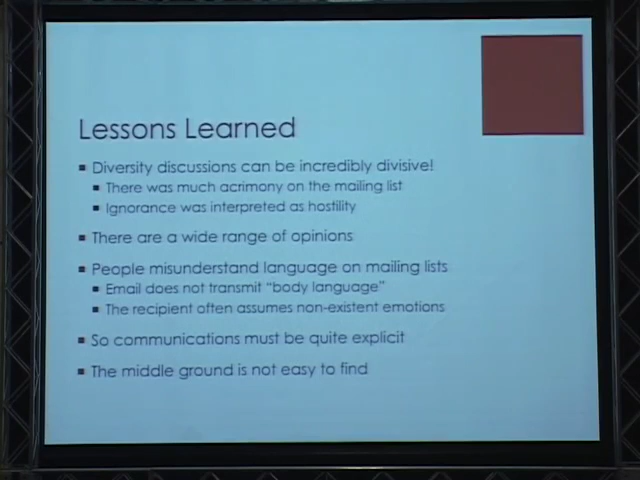 Lessons Learned
▪ Diversity discussions can be incredibly divisive!
▪ There was much acrimony on the mailing list
▪ Ignorance was interpreted as hostility
▪ There are a wide range of opinions
▪ People misunderstand language on mailing lists
▪ Email does not transmit “body language”
▪ The recipient often assumes non-existent emotions
▪ So communications must be quite explicit
▪ The middle ground is not easy to find